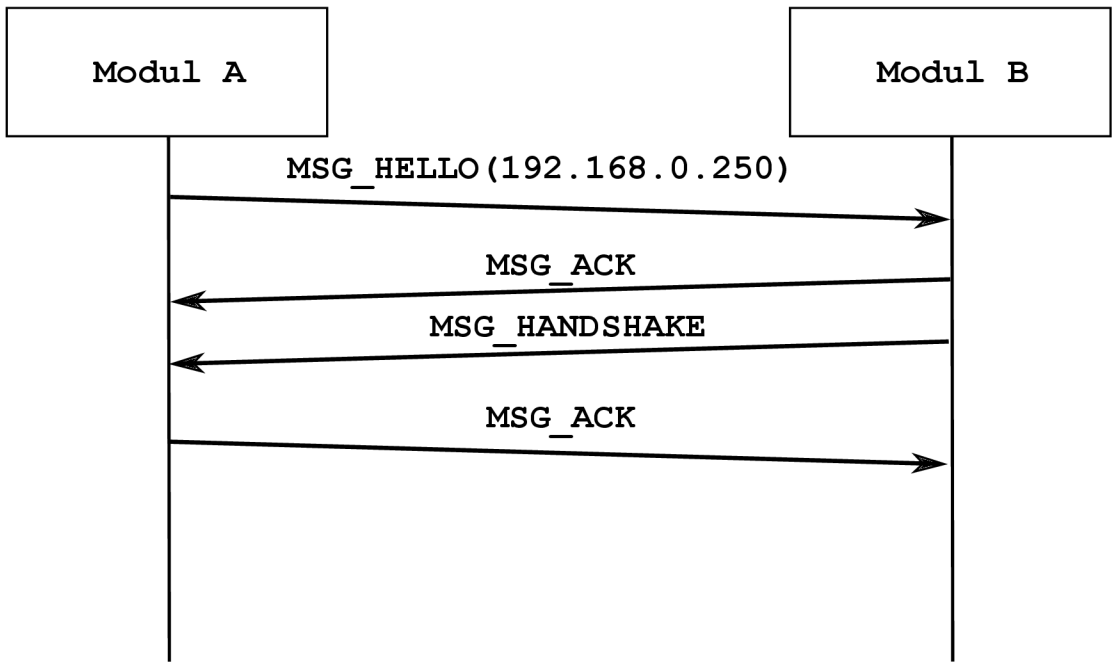 Modul A
Modul B
MSG_HELLO(192.168.0.250)
MSG_ACK
MSG_HANDSHAKE
MSG_ACK